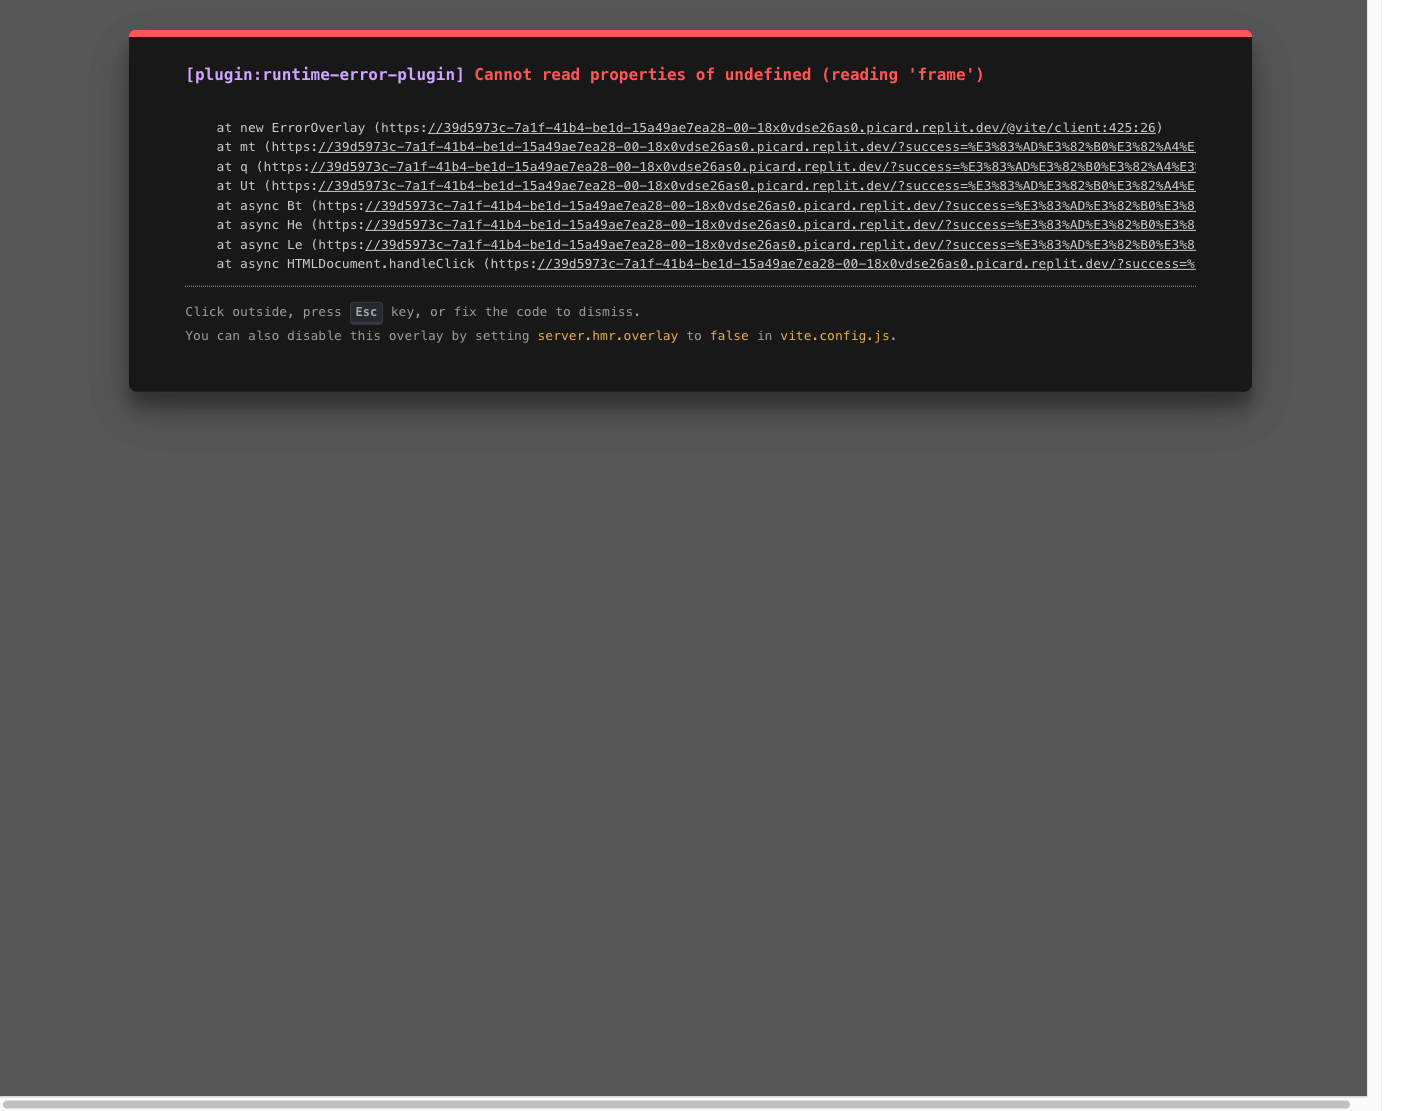 [plugin:runtime-error-plugin] Cannot read properties of undefined (reading 'frame')
at new ErrorOverlay (https://39d5973c-7a1f-41b4-be1d-15a49ae7ea28-00-18x0vdse26as0.picard.replit.dev/@vite/client:425:26)
at mt (https://39d5973c-7a1f-41b4-be1d-15a49ae7ea28-00-18x0vdse26as0.picard.replit.dev/?success=%E3%83%AD%E3%82%B0%E3%82%A4%E
at q (https://39d5973c-7a1f-41b4-be1d-15a49ae7ea28-00-18x0vdse26as0.picard.replit.dev/?success=%E3%83%AD%E3%82%B0%E3%82%A4%E3
at Ut (https://39d5973c-7a1f-41b4-be1d-15a49ae7ea28-00-18x0vdse26as0.picard.replit.dev/?success=%E3%83%AD%E3%82%B0%E3%82%A4%E
at async Bt (https://39d5973c-7a1f-41b4-be1d-15a49ae7ea28-00-18x0vdse26as0.picard.replit.dev/?success=%E3%83%AD%E3%82%B0%E3%8
at async He (https://39d5973c-7a1f-41b4-be1d-15a49ae7ea28-00-18x0vdse26as0.picard.replit.dev/?success=%E3%83%AD%E3%82%B0%E3%8
at async Le (https://39d5973c-7a1f-41b4-be1d-15a49ae7ea28-00-18x0vdse26as0.picard.replit.dev/?success=%E3%83%AD%E3%82%B0%E3%8
at async HTMLDocument.handleClick (https://39d5973c-7a1f-41b4-be1d-15a49ae7ea28-00-18x0vdse26as0.picard.replit.dev/?success=%
Click outside, press Esc key, or fix the code to dismiss.
You can also disable this overlay by setting server.hmr.overlay to false in vite.config.js.